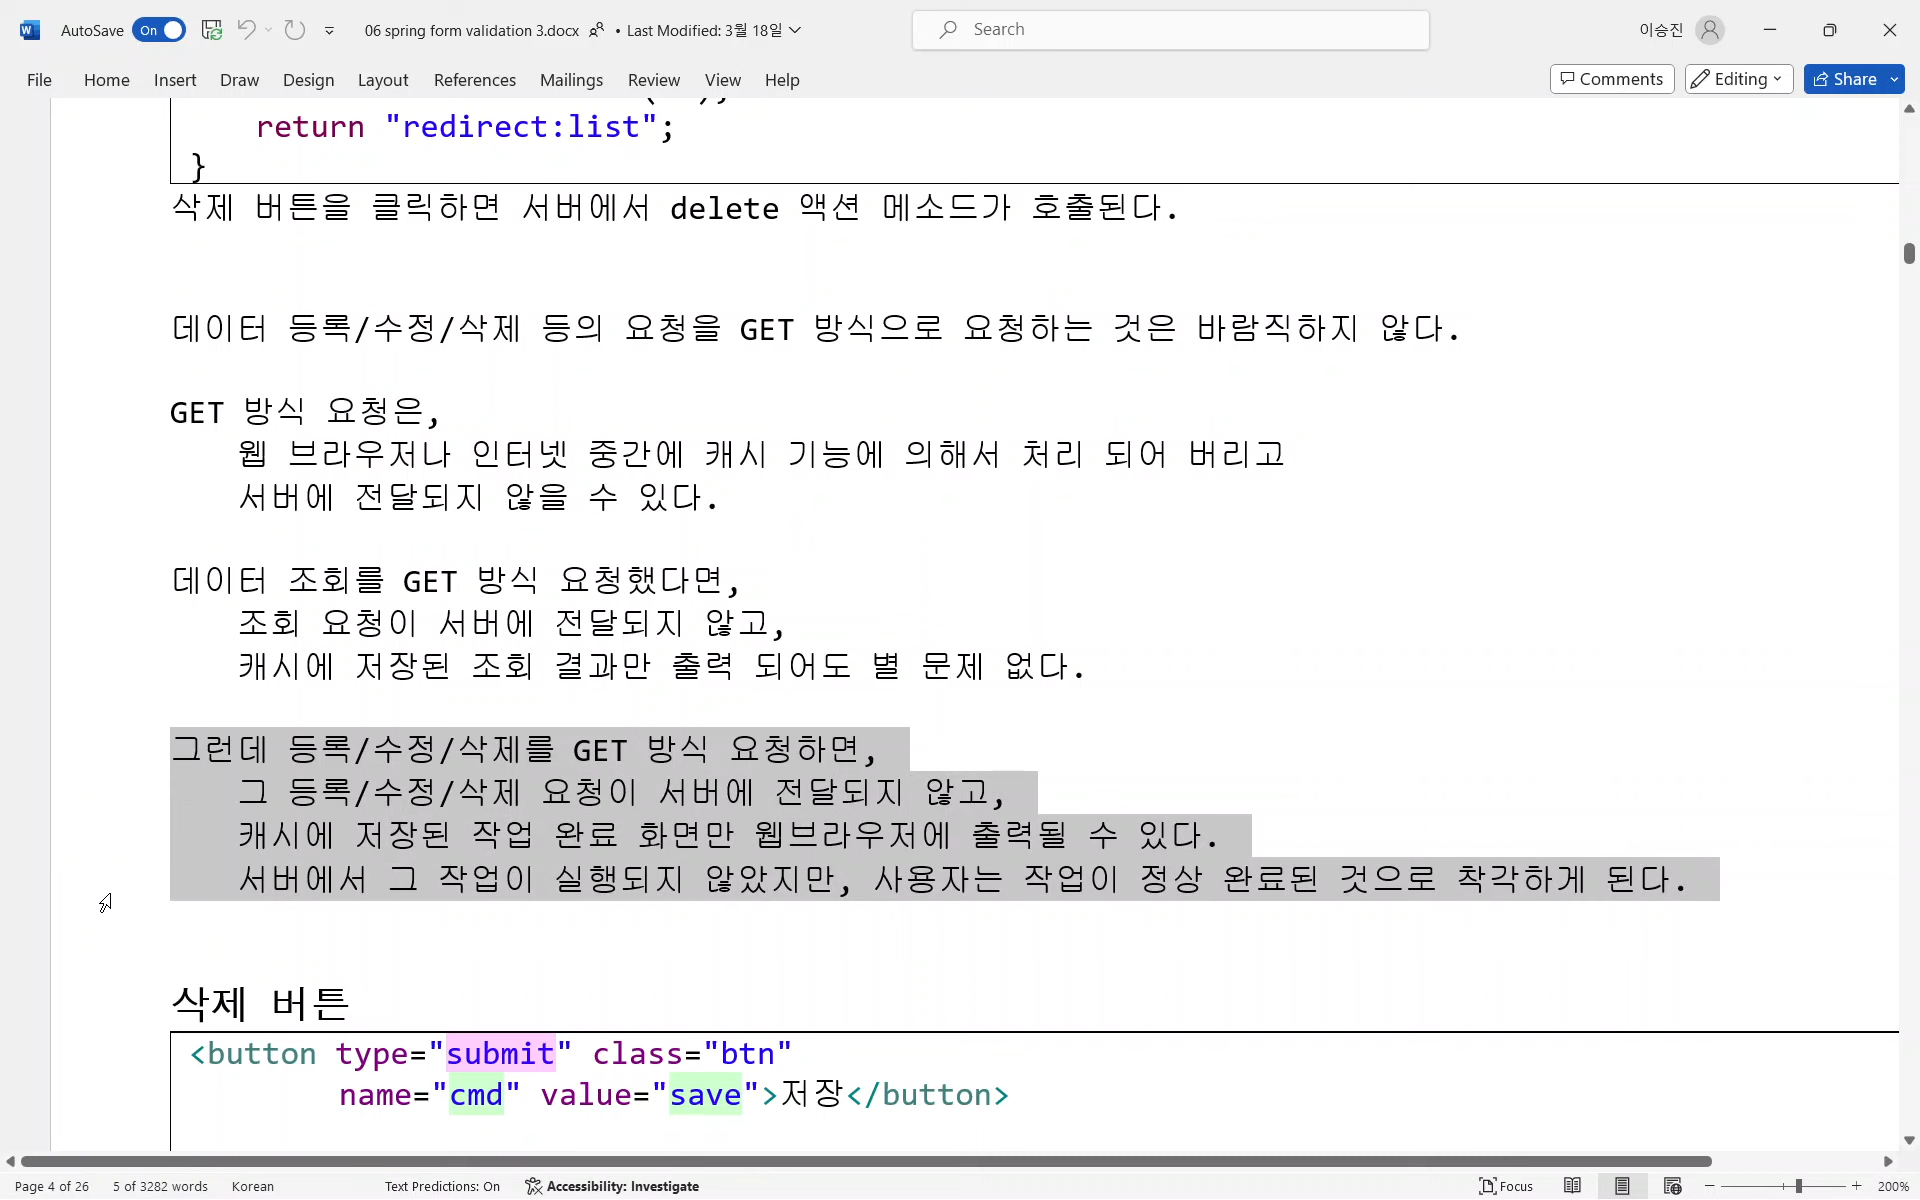 AutoSave On 06 spring form validation 3.docx • Last Modified: 3월 18일 Search 이승진
File Home Insert Draw Design Layout References Mailings Review View Help Comments Editing Share
return "redirect:list";
}
삭제 버튼을 클릭하면 서버에서 delete 액션 메소드가 호출된다.
데이터 등록/수정/삭제 등의 요청을 GET 방식으로 요청하는 것은 바람직하지 않다.
GET 방식 요청은,
웹 브라우저나 인터넷 중간에 캐시 기능에 의해서 처리 되어 버리고
서버에 전달되지 않을 수 있다.
데이터 조회를 GET 방식 요청했다면,
조회 요청이 서버에 전달되지 않고,
캐시에 저장된 조회 결과만 출력 되어도 별 문제 없다.
그런데 등록/수정/삭제를 GET 방식 요청하면,
그 등록/수정/삭제 요청이 서버에 전달되지 않고,
캐시에 저장된 작업 완료 화면만 웹브라우저에 출력될 수 있다.
서버에서 그 작업이 실행되지 않았지만, 사용자는 작업이 정상 완료된 것으로 착각하게 된다.
삭제 버튼
<button type="submit" class="btn"
name="cmd" value="save">저장</button>
Page 4 of 26 5 of 3282 words Korean Text Predictions: On Accessibility: Investigate Focus 200%